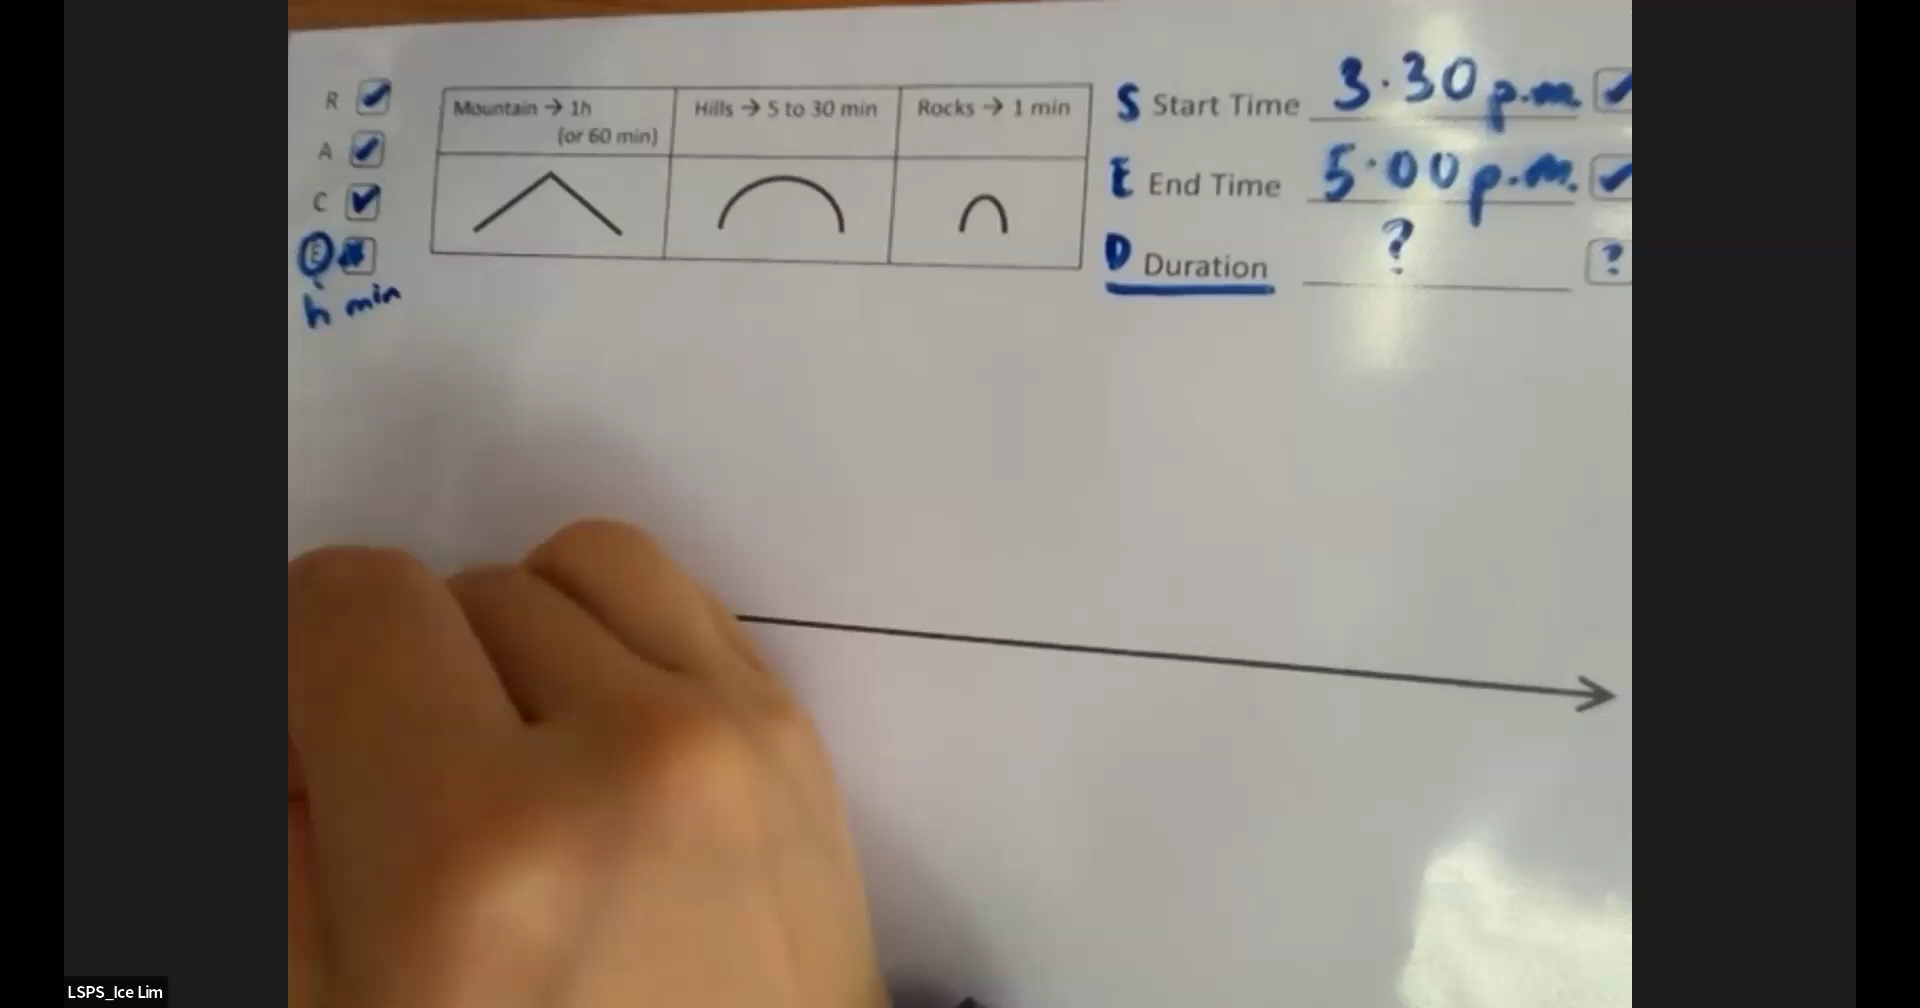 R
A
C
E
h min
Mountain → 1h
(or 60 min)
Hills → 5 to 30 min
Rocks → 1 min
S Start Time 3.30 p.m.
E End Time 5.00 p.m.
D Duration ? ?
LSPS_Ice Lim